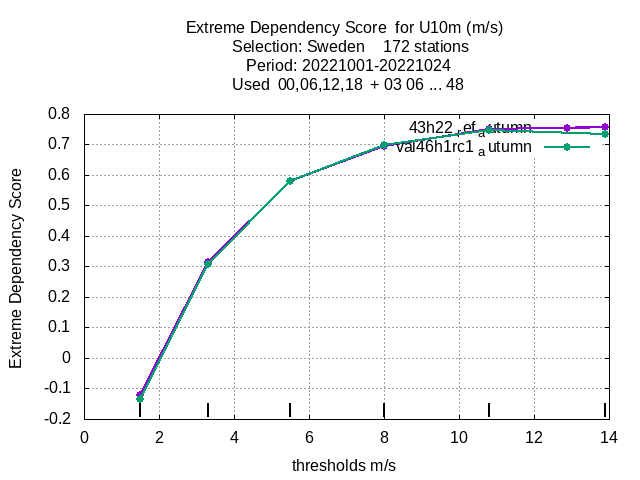 Extreme Dependency Score  for U10m (m/s)
Selection: Sweden    172 stations
Period: 20221001-20221024
Used  00,06,12,18  + 03 06 ... 48
Extreme Dependency Score
0.8
0.7
0.6
0.5
0.4
0.3
0.2
0.1
0
-0.1
-0.2
43h22_ref_autumn
val46h1rc1_autumn
0 2 4 6 8 10 12 14
thresholds m/s